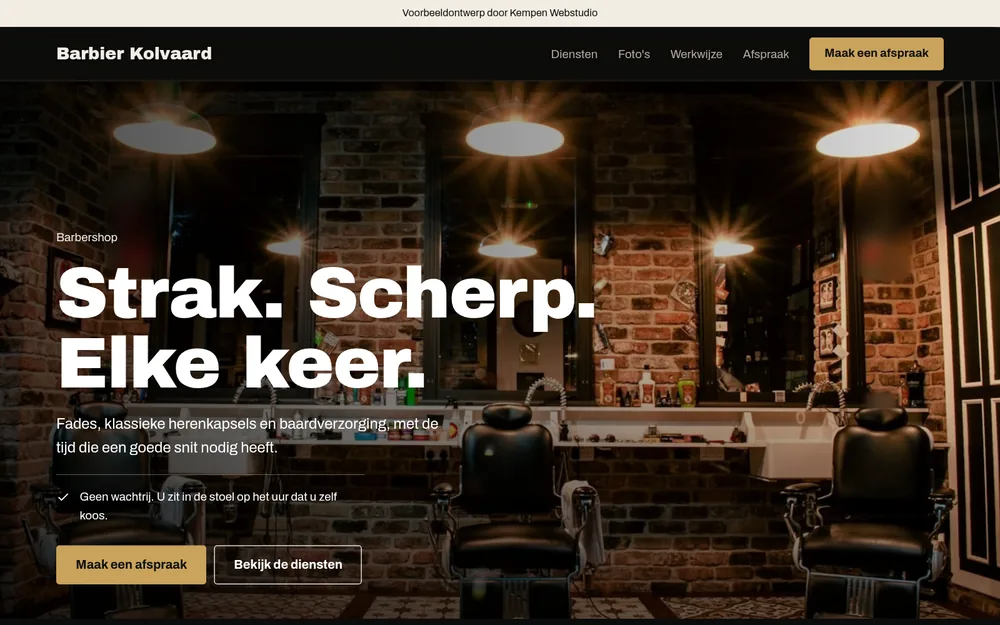 Voorbeeldontwerp door Kempen Webstudio
Barbier Kolvaard
Diensten
Foto's
Werkwijze
Afspraak
Maak een afspraak
Barbershop
Strak. Scherp.
Elke keer.
Fades, klassieke herenkapsels en baardverzorging, met de
tijd die een goede snit nodig heeft.
Geen wachtrij. U zit in de stoel op het uur dat u zelf
koos.
Maak een afspraak
Bekijk de diensten